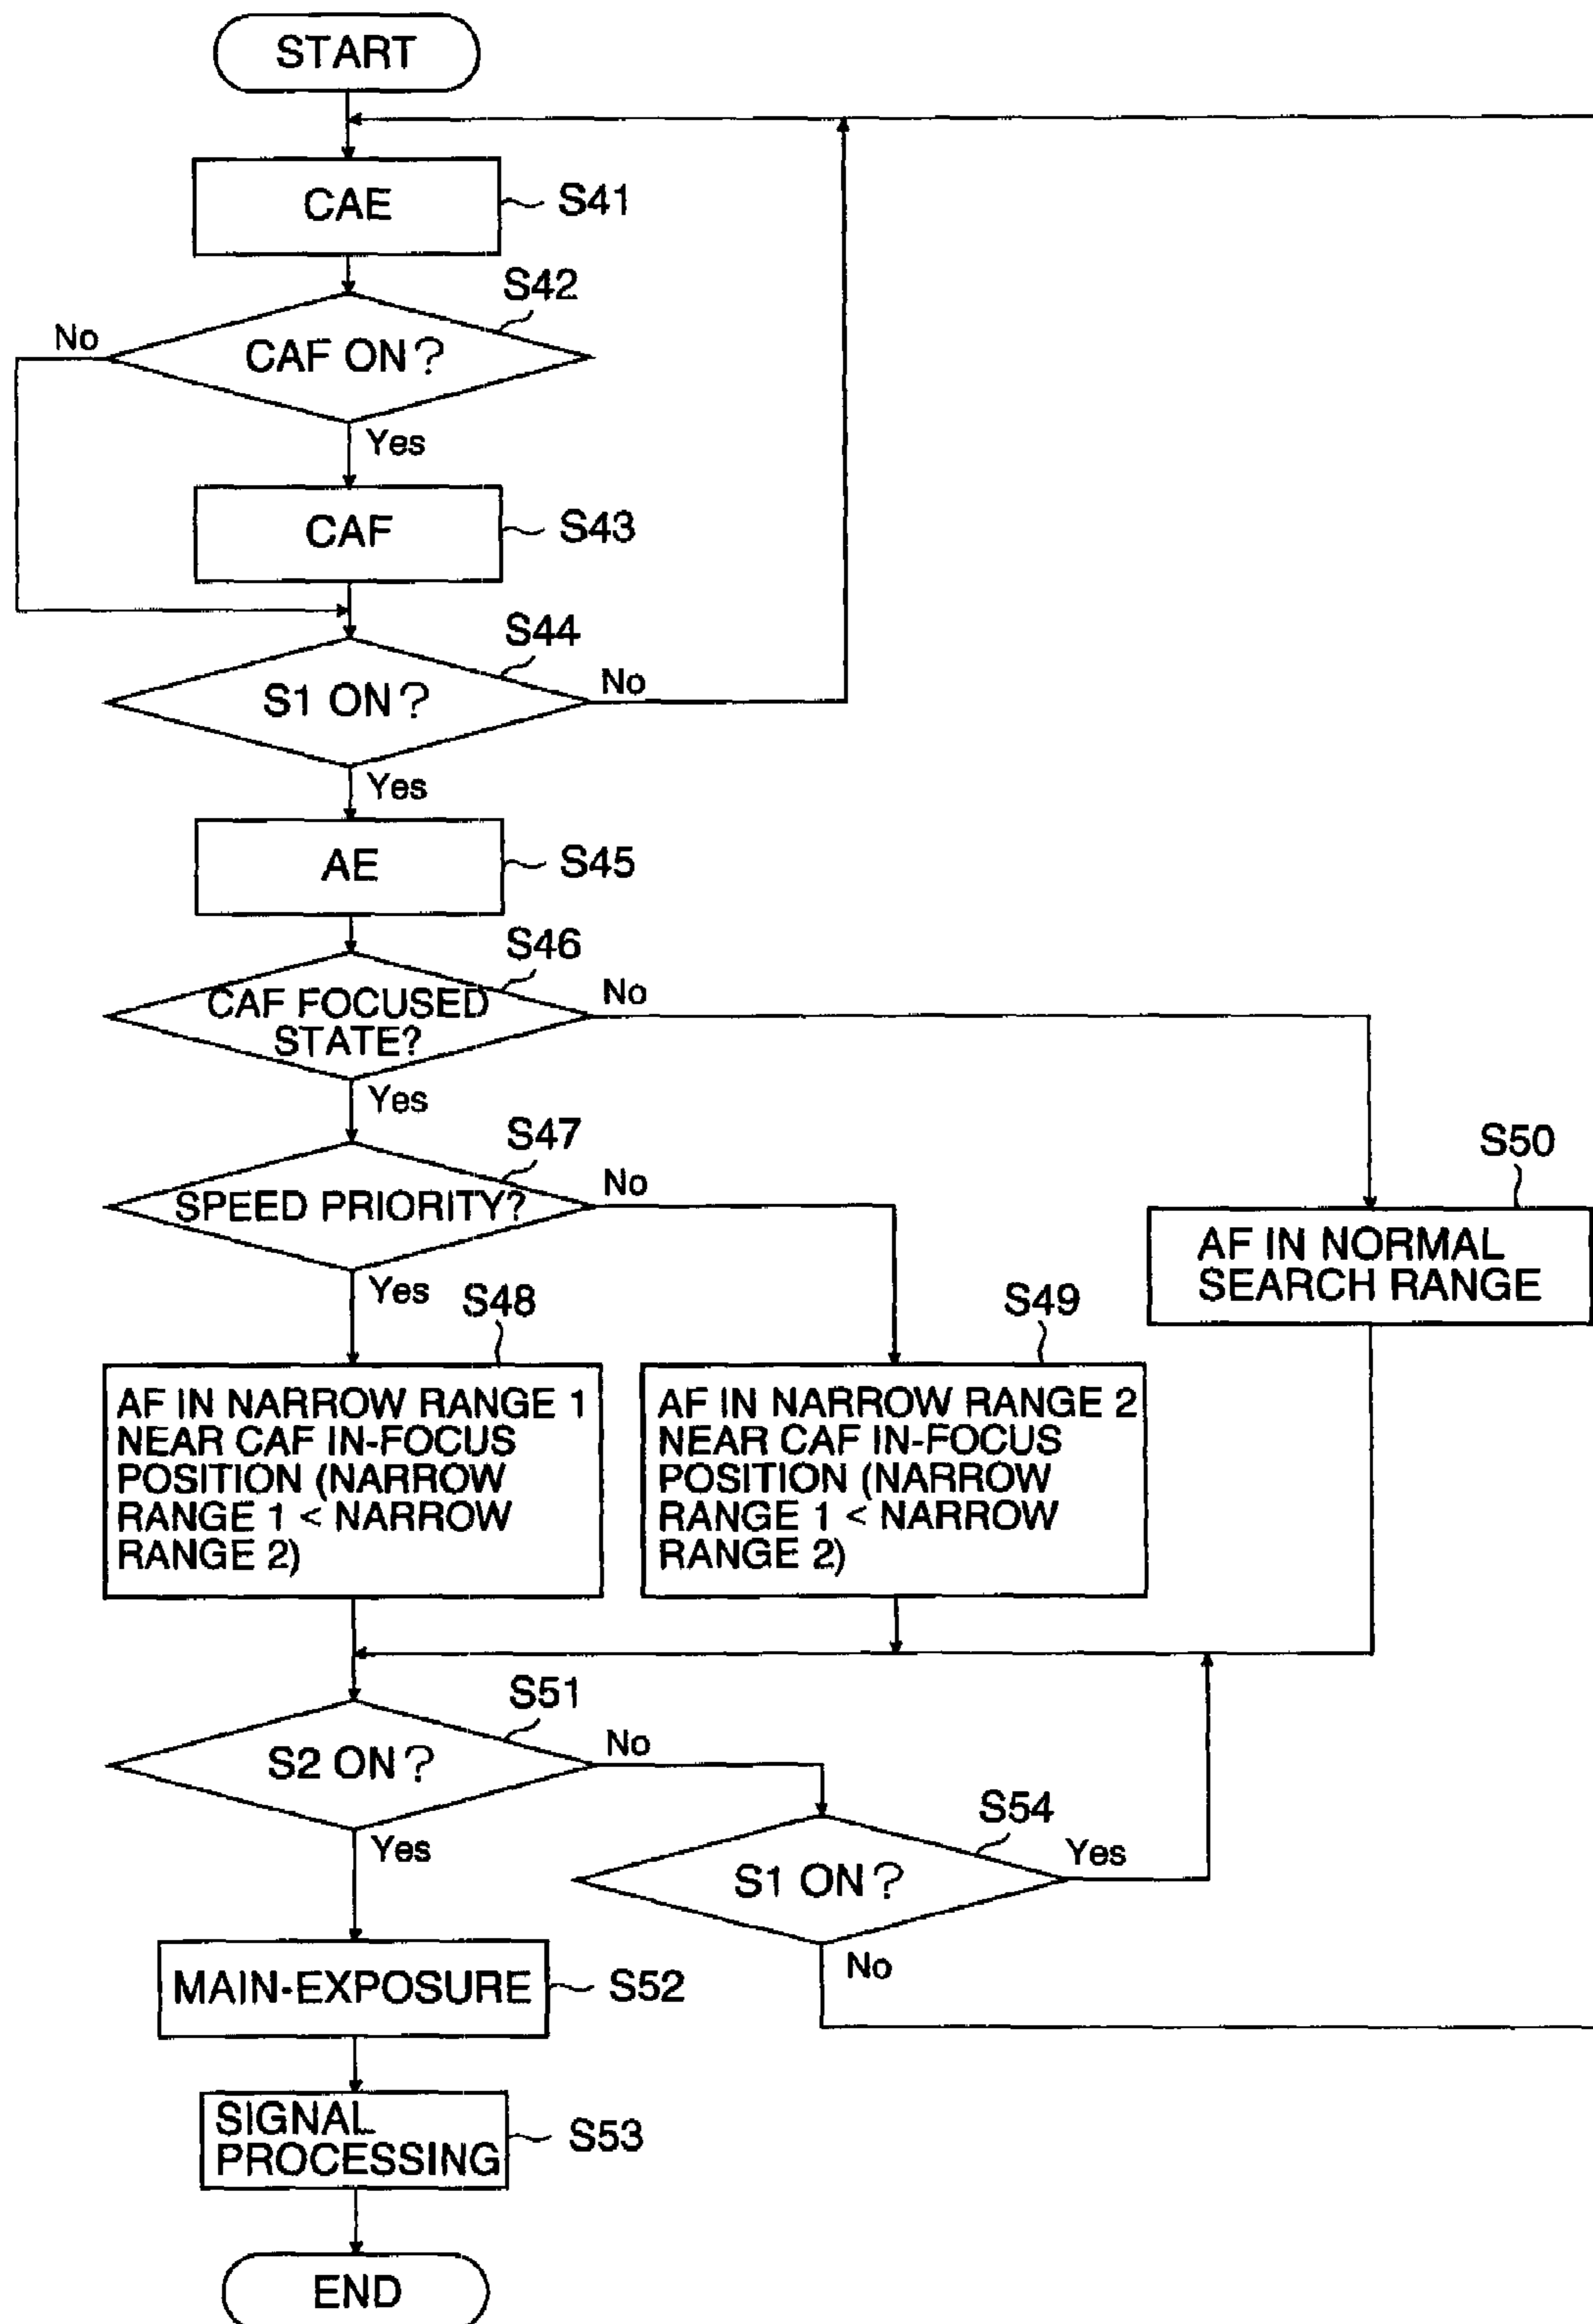 START
CAE
S41
S42
No
CAF ON?
Yes
CAF
S43
S44
S1 ON?
No
Yes
AE
S45
S46
CAF FOCUSED
STATE?
No
Yes
S47
SPEED PRIORITY?
No
Yes
S50
AF IN NORMAL
SEARCH RANGE
S48
AF IN NARROW RANGE 1
NEAR CAF IN-FOCUS
POSITION (NARROW
RANGE 1 < NARROW
RANGE 2)
S49
AF IN NARROW RANGE 2
NEAR CAF IN-FOCUS
POSITION (NARROW
RANGE 1 < NARROW
RANGE 2)
S51
S2 ON?
No
Yes
S54
S1 ON?
Yes
No
MAIN-EXPOSURE
S52
SIGNAL
PROCESSING
S53
END